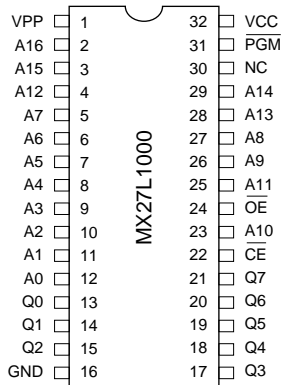 VPP 1 32 VCC
A16 2 31 PGM
A15 3 30 NC
A12 4 29 A14
A7 5 28 A13
A6 6 27 A8
A5 7 26 A9
A4 8 25 A11
A3 9 24 OE
A2 10 23 A10
A1 11 22 CE
A0 12 21 Q7
Q0 13 20 Q6
Q1 14 19 Q5
Q2 15 18 Q4
GND 16 17 Q3
MX27L1000